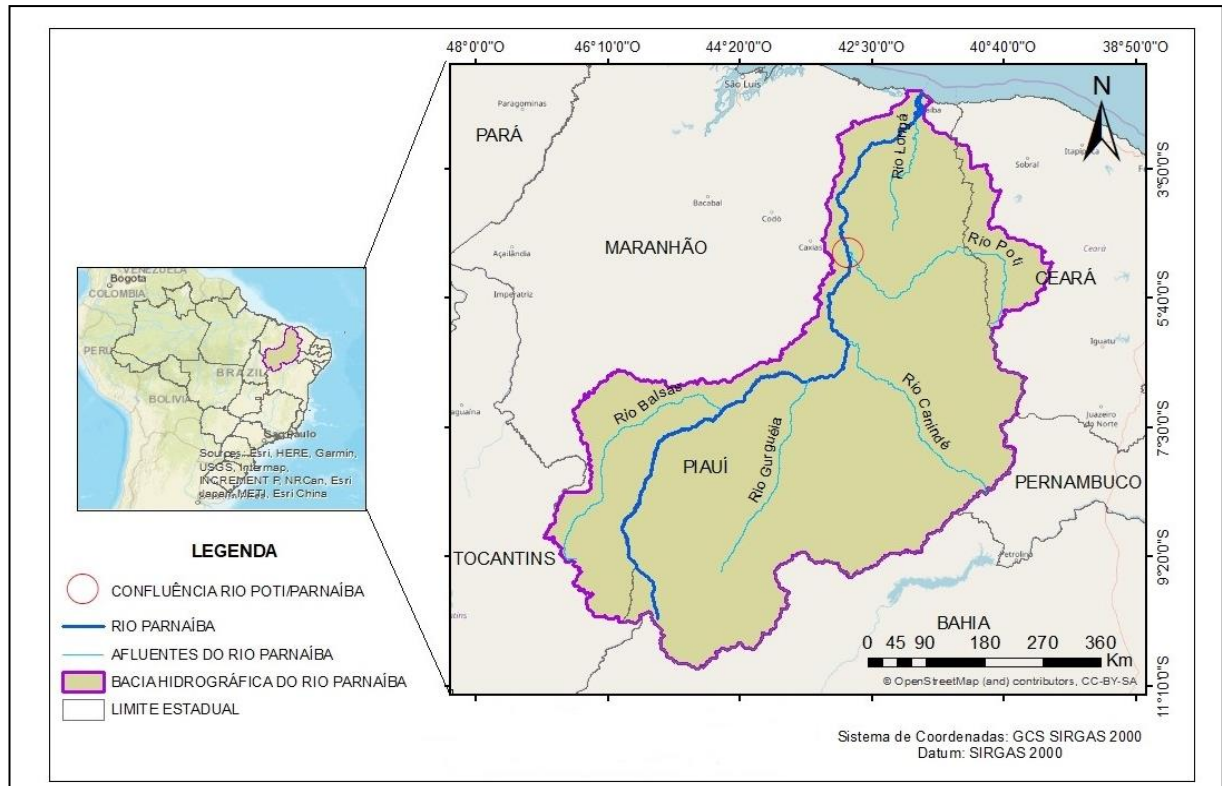 48°0'0"O
46°10'0"O
44°20'0"O
42°30'0"O
40°40'0"O
38°50'0"O
3°50'0"S
5°40'0"S
7°30'0"S
9°20'0"S
11°10'0"S
N
São Luís
Paragominas
PARÁ
Rio Longá
Sobral
Bacabal
Codó
Caxias
MARANHÃO
Açailândia
Imperatriz
Rio Poti
Ceará
CEARÁ
Iguatu
Rio Balsas
Rio Canindé
Rio Gurguéia
PIAUÍ
Juazeiro
do Norte
PERNAMBUCO
Petrolina
TOCANTINS
BAHIA
0 45 90 180 270 360
Km
© OpenStreetMap (and) contributors, CC-BY-SA
VENEZUELA
Bogota
COLOMBIA
PERU
BRAZIL
BOLIVIA
Sao Paulo
Sources: Esri, HERE, Garmin,
USGS, Intermap,
INCREMENT P, NRCan, Esri
Japan, METI, Esri China
LEGENDA
CONFLUÊNCIA RIO POTI/PARNAÍBA
RIO PARNAÍBA
AFLUENTES DO RIO PARNAÍBA
BACIA HIDROGRÁFICA DO RIO PARNAÍBA
LIMITE ESTADUAL
Sistema de Coordenadas: GCS SIRGAS 2000
Datum: SIRGAS 2000